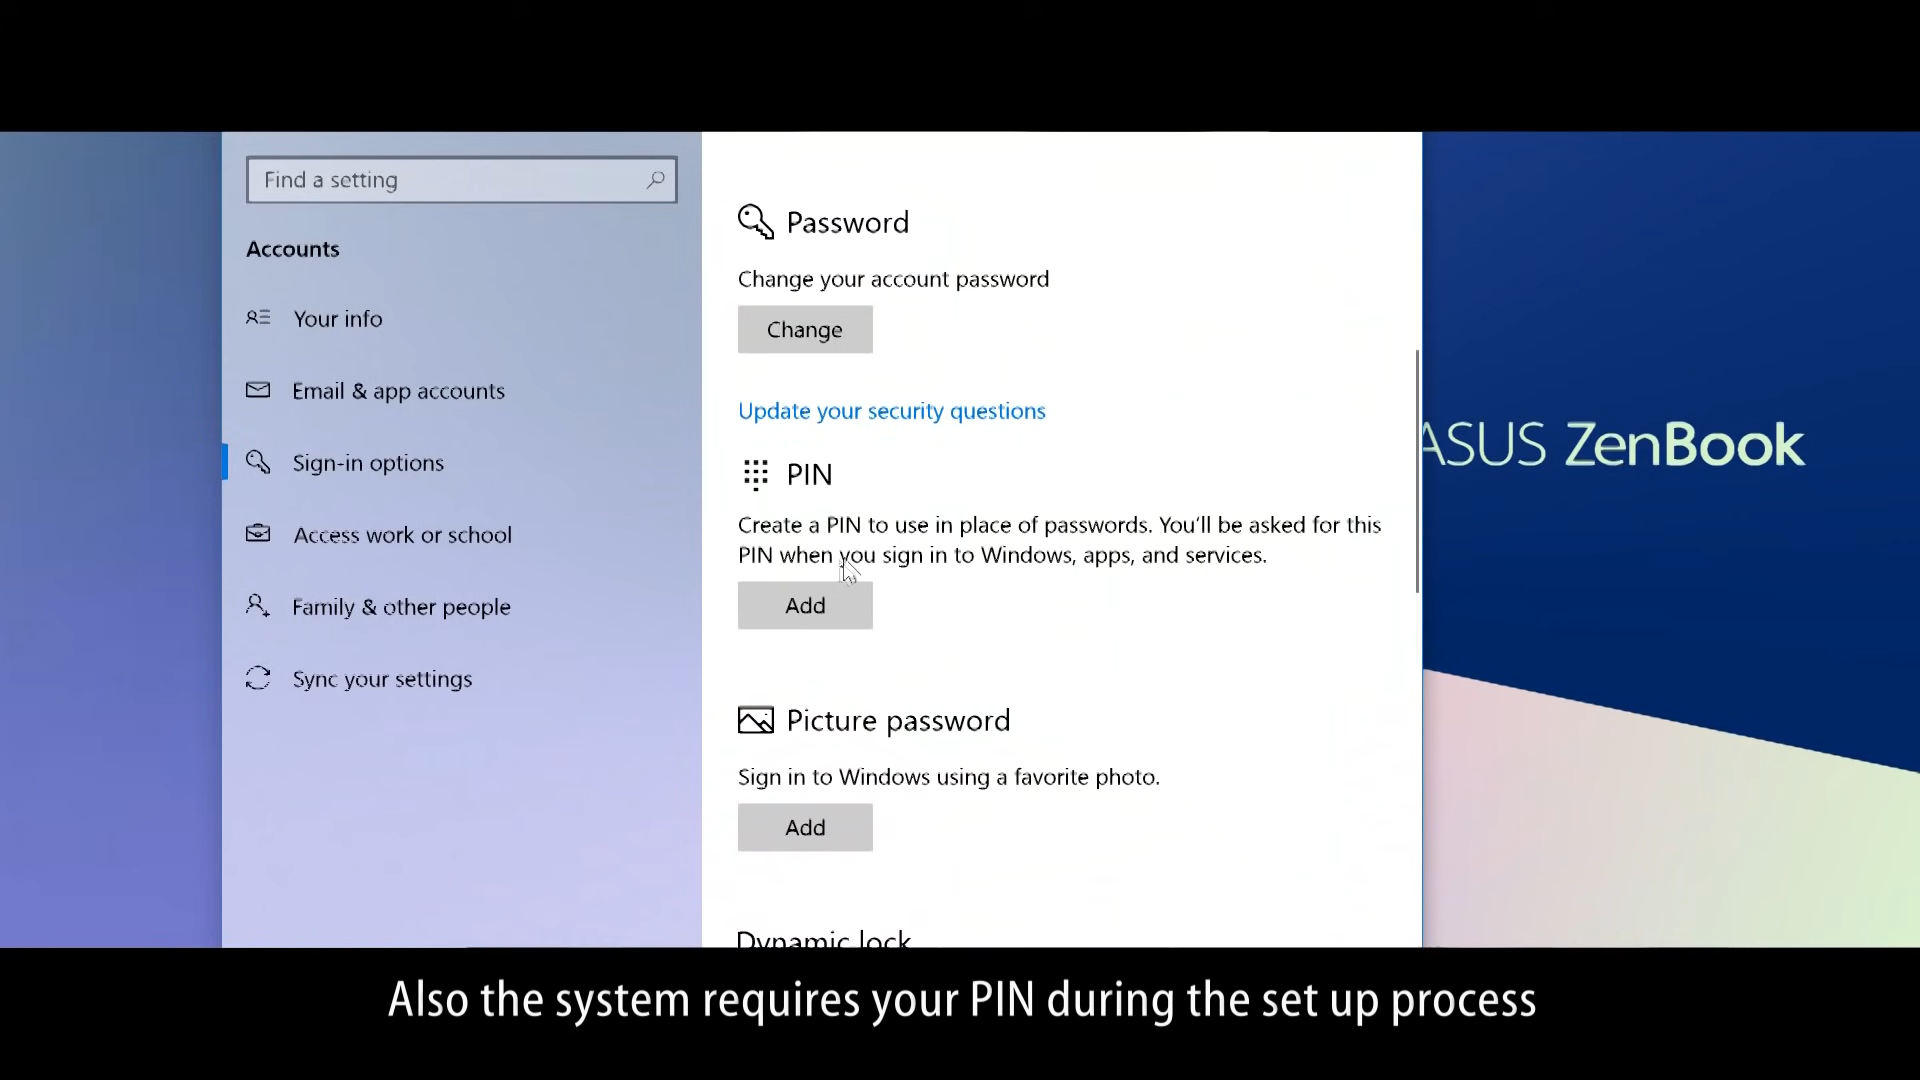 Find a setting
Accounts
Your info
Email & app accounts
Sign-in options
Access work or school
Family & other people
Sync your settings
Password
Change your account password
Change
Update your security questions
PIN
Create a PIN to use in place of passwords. You'll be asked for this
PIN when you sign in to Windows, apps, and services.
Add
Picture password
Sign in to Windows using a favorite photo.
Add
Dynamic lock
ASUS ZenBook
Also the system requires your PIN during the set up process